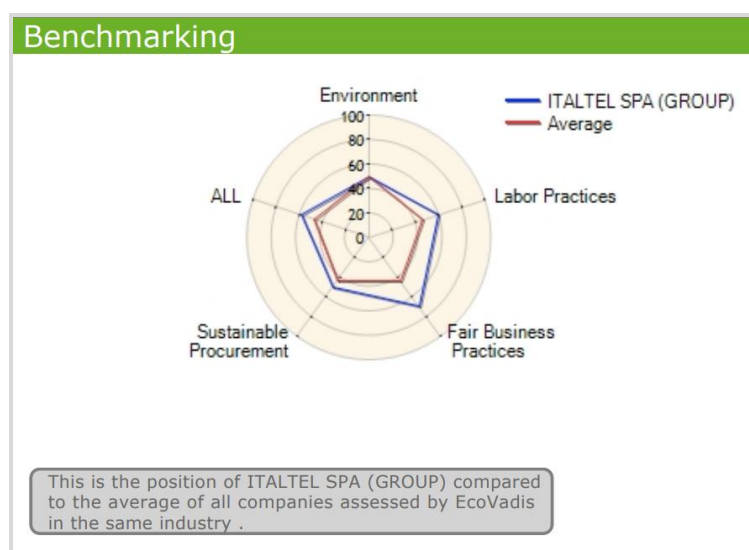 Benchmarking
Environment
ITALTEL SPA (GROUP)
Average
100
80
60
40
20
0
ALL
Labor Practices
Sustainable
Procurement
Fair Business
Practices
This is the position of ITALTEL SPA (GROUP) compared
to the average of all companies assessed by EcoVadis
in the same industry .